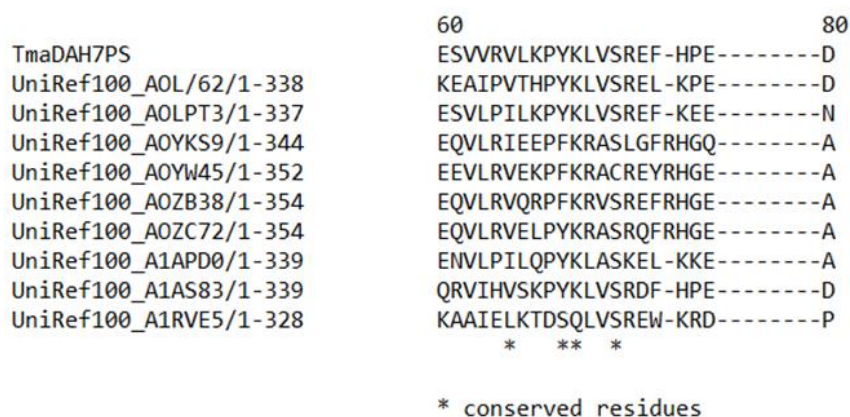 60 80
TmaDAH7PS ESVVRVLKPYKLVSREF-HPE--------D
UniRef100_AOL/62/1-338 KEAIPVTHPYKLVSREL-KPE--------D
UniRef100_AOLPT3/1-337 ESVLPILKPYKLVSREF-KEE--------N
UniRef100_AOYKS9/1-344 EQVLRIEEPFKRASLGFRHGQ--------A
UniRef100_AOYW45/1-352 EEVLRVEKPFKRACREYRHGE--------A
UniRef100_AOZB38/1-354 EQVLRVQRPFKRVSREFRHGE--------A
UniRef100_AOZC72/1-354 EQVLRVELPYKRASRQFRHGE--------A
UniRef100_A1APD0/1-339 ENVLPILQPYKLASKEL-KKE--------A
UniRef100_A1AS83/1-339 QRVIHVSKPYKLVSRDF-HPE--------D
UniRef100_A1RVE5/1-328 KAAIELKTDSQLVSREW-KRD--------P
* ** *
* conserved residues